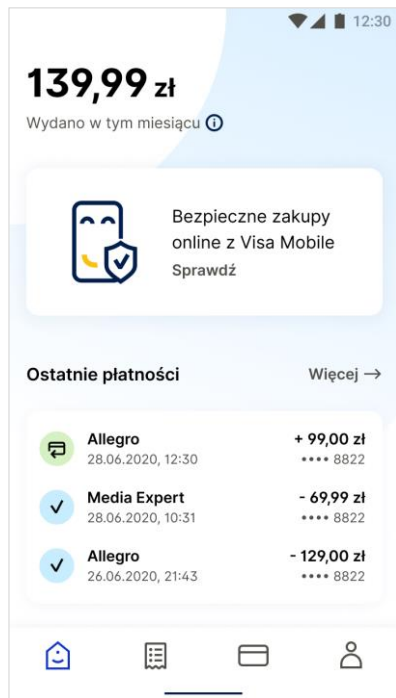 12:30
139,99 zł
Wydano w tym miesiącu
Bezpieczne zakupy
online z Visa Mobile
Sprawdź
Ostatnie płatności Więcej →
Allegro + 99,00 zł
28.06.2020, 12:30 •••• 8822
Media Expert - 69,99 zł
28.06.2020, 10:31 •••• 8822
Allegro - 129,00 zł
26.06.2020, 21:43 •••• 8822